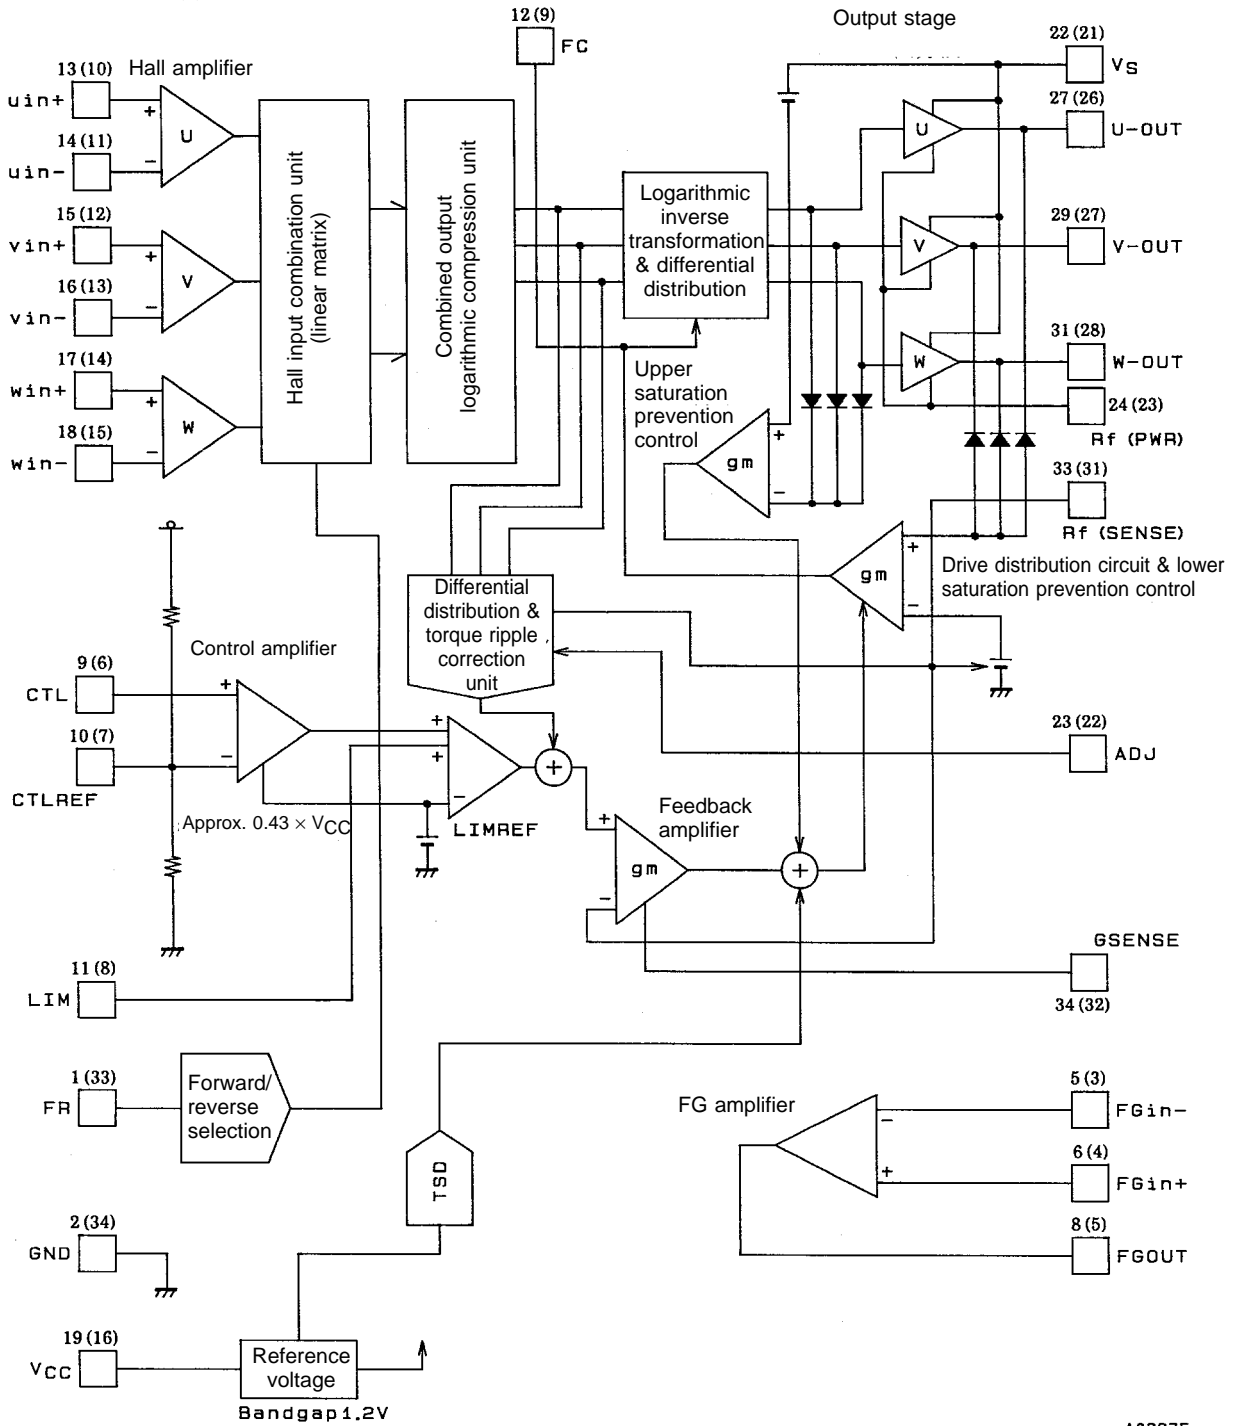 12 (9)
FC
Output stage
22 (21)
VS
13 (10)
Hall amplifier
uin+
+
U
14 (11)
uin-
−
27 (26)
U
U-OUT
15 (12)
vin+
+
V
16 (13)
vin-
−
29 (27)
V
V-OUT
17 (14)
win+
+
W
18 (15)
win-
−
31 (28)
W
W-OUT
24 (23)
Rf (PWR)
33 (31)
Rf (SENSE)
Hall input combination unit
(linear matrix)
Combined output
logarithmic compression unit
Logarithmic
inverse
transformation
& differential
distribution
Upper
saturation
prevention
control
+
gm
−
+
gm
−
Drive distribution circuit & lower
saturation prevention control
Differential
distribution &
torque ripple
correction
unit
Control amplifier
9 (6)
CTL
+
10 (7)
CTLREF
−
Approx. 0.43 × VCC
+
+
−
LIMREF
+
23 (22)
ADJ
Feedback
amplifier
+
gm
−
+
GSENSE
34 (32)
11 (8)
LIM
1 (33)
FR
Forward/
reverse
selection
TSD
FG amplifier
5 (3)
FGin-
−
6 (4)
FGin+
+
8 (5)
FGOUT
2 (34)
GND
19 (16)
VCC
Reference
voltage
Bandgap1.2V